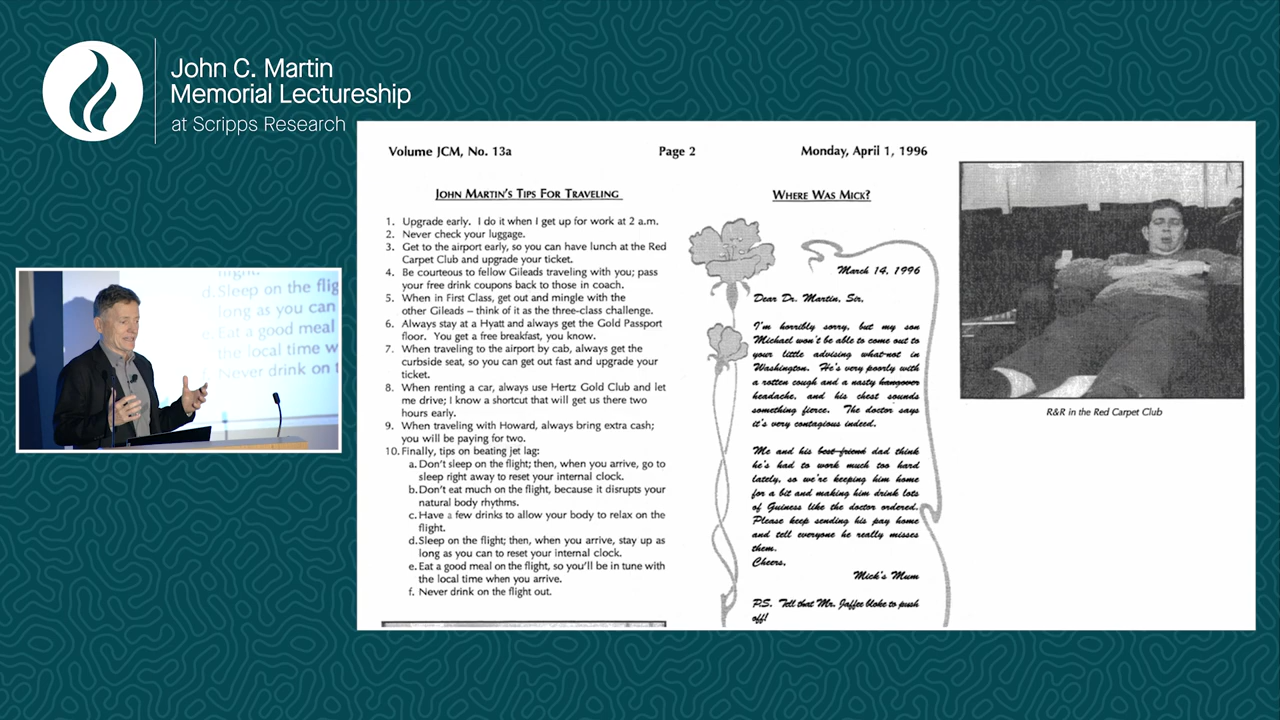 John C. Martin
Memorial Lectureship
at Scripps Research
Volume JCM, No. 13a
Page 2
Monday, April 1, 1996
JOHN MARTIN'S TIPS FOR TRAVELING
1. Upgrade early. I do it when I get up for work at 2 a.m.
2. Never check your luggage.
3. Get to the airport early, so you can have lunch at the Red
Carpet Club and upgrade your ticket.
4. Be courteous to fellow Gileads traveling with you; pass
your free drink coupons back to those in coach.
5. When in First Class, get out and mingle with the
other Gileads – think of it as the three-class challenge.
6. Always stay at a Hyatt and always get the Gold Passport
floor. You get a free breakfast, you know.
7. When traveling to the airport by cab, always get the
curbside seat, so you can get out fast and upgrade your
ticket.
8. When renting a car, always use Hertz Gold Club and let
me drive; I know a shortcut that will get us there two
hours early.
9. When traveling with Howard, always bring extra cash;
you will be paying for two.
10. Finally, tips on beating jet lag:
a. Don't sleep on the flight; then, when you arrive, go to
sleep right away to reset your internal clock.
b. Don't eat much on the flight, because it disrupts your
natural body rhythms.
c. Have a few drinks to allow your body to relax on the
flight.
d. Sleep on the flight; then, when you arrive, stay up as
long as you can to reset your internal clock.
e. Eat a good meal on the flight, so you'll be in tune with
the local time when you arrive.
f. Never drink on the flight out.
WHERE WAS MICK?
March 14, 1996
Dear Dr. Martin, Sir,
I'm horribly sorry, but my son
Michael won't be able to come out to
your little advising what-not in
Washington. He's very poorly with
a rotten cough and a nasty hangover
headache, and his chest sounds
something fierce. The doctor says
it's very contagious indeed.
Me and his best friend dad think
he's had to work much too hard
lately, so we're keeping him home
for a bit and making him drink lots
of Guiness like the doctor ordered.
Please keep sending his pay home
and tell everyone he really misses
them.
Cheers,
Mick's Mum
P.S. Tell that Mr. Jaffee bloke to push
off!
R&R in the Red Carpet Club
d. Sleep on the flig
long as you can
Eat a good meal
the local time w
Never drink on t